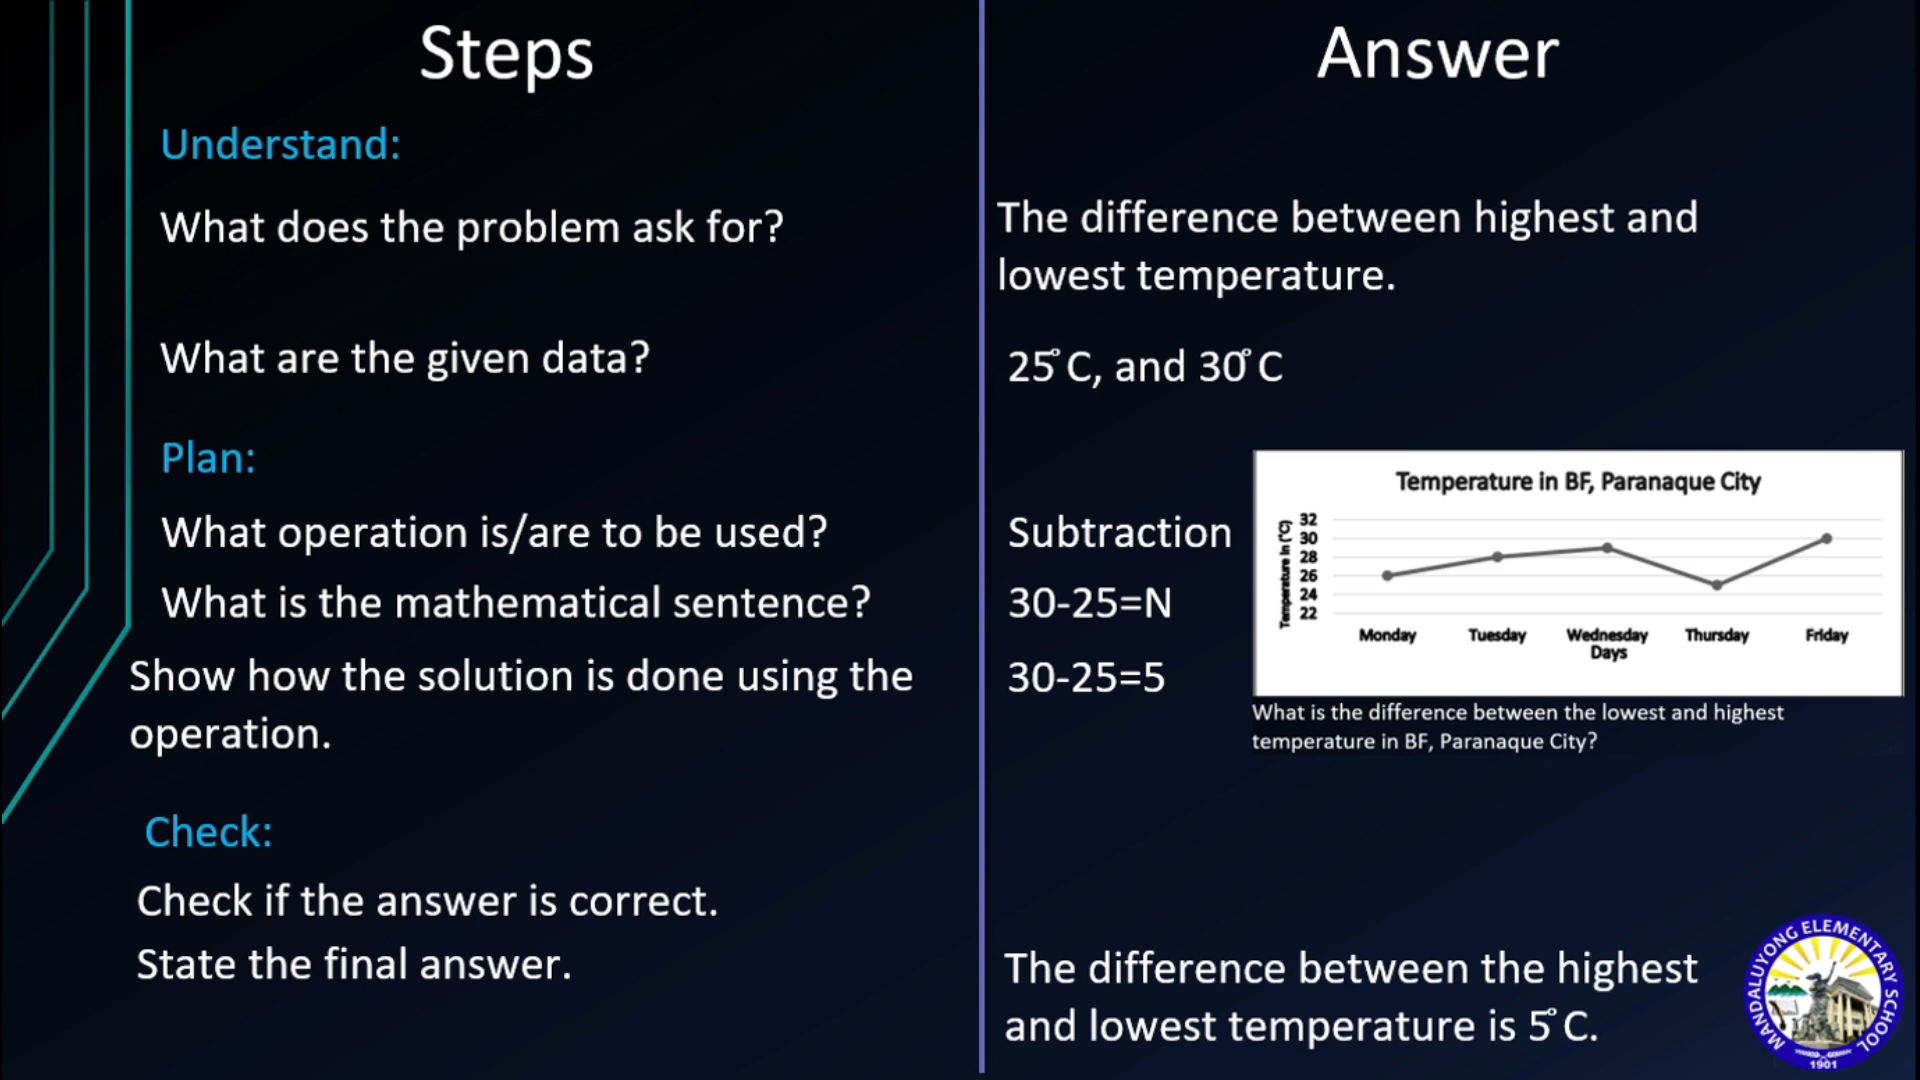 Steps
Answer
Understand:
What does the problem ask for?
The difference between highest and
lowest temperature.
What are the given data?
25°C, and 30°C
Plan:
What operation is/are to be used?
Subtraction
What is the mathematical sentence?
30-25=N
Show how the solution is done using the
operation.
30-25=5
Temperature in BF, Paranaque City
Temperature in (°C)
32
30
28
26
24
22
Monday Tuesday Wednesday Thursday Friday
Days
What is the difference between the lowest and highest
temperature in BF, Paranaque City?
Check:
Check if the answer is correct.
State the final answer.
The difference between the highest
and lowest temperature is 5°C.
MANDALUYONG ELEMENTARY SCHOOL
1901